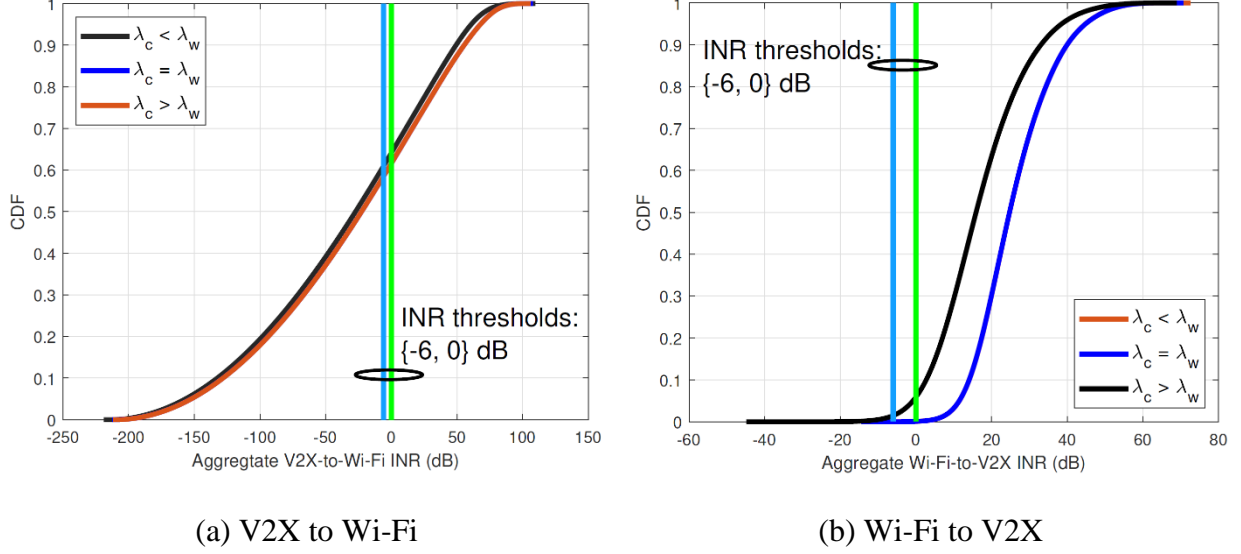 1
0.9
0.8
0.7
0.6
0.5
0.4
0.3
0.2
0.1
0
CDF
λc < λw
λc = λw
λc > λw
INR thresholds:
{-6, 0} dB
-250 -200 -150 -100 -50 0 50 100 150
Aggregtate V2X-to-Wi-Fi INR (dB)
(a) V2X to Wi-Fi
1
0.9
0.8
0.7
0.6
0.5
0.4
0.3
0.2
0.1
0
CDF
INR thresholds:
{-6, 0} dB
λc < λw
λc = λw
λc > λw
-60 -40 -20 0 20 40 60 80
Aggregate Wi-Fi-to-V2X INR (dB)
(b) Wi-Fi to V2X